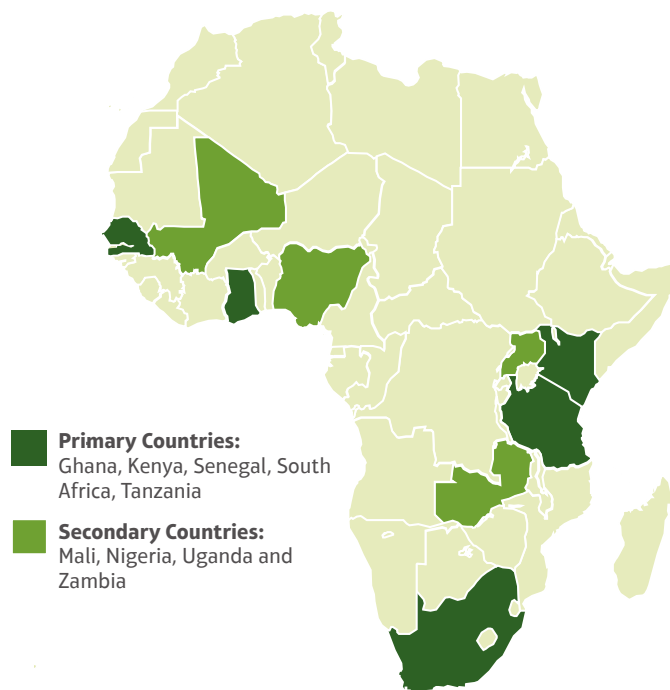 Primary Countries:
Ghana, Kenya, Senegal, South
Africa, Tanzania
Secondary Countries:
Mali, Nigeria, Uganda and
Zambia